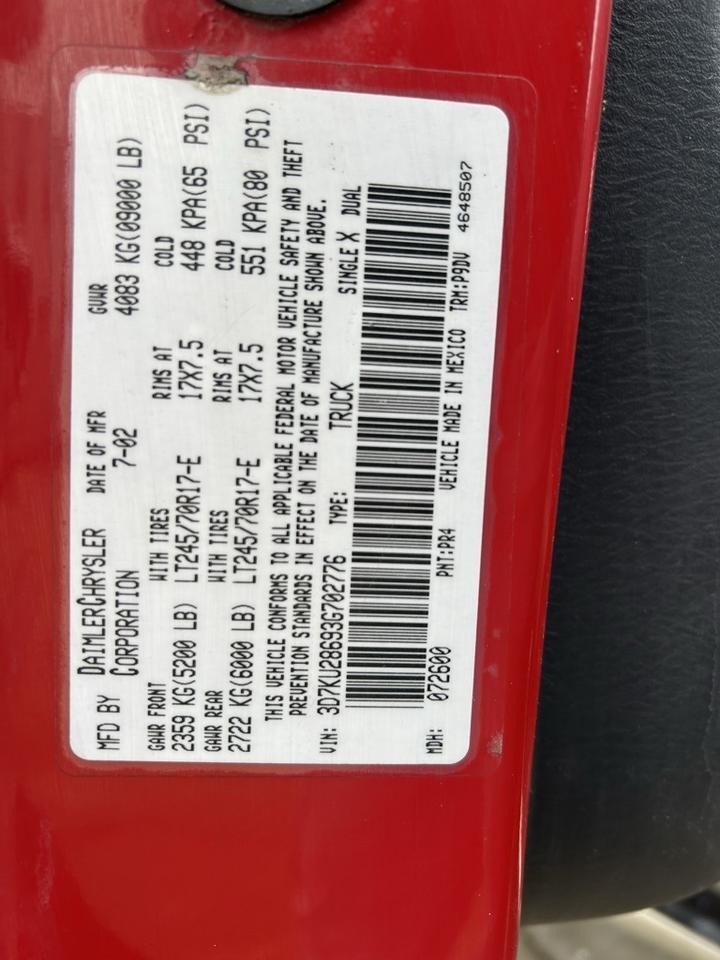 MFD BY DAIMLERCHRYSLER CORPORATION DATE OF MFR 7-02 GVWR 4083 KG(09000 LB)
GAWR FRONT WITH TIRES RIMS AT COLD
2359 KG(5200 LB) LT245/70R17-E 17X7.5 448 KPA(65 PSI)
GAWR REAR WITH TIRES RIMS AT COLD
2722 KG(6000 LB) LT245/70R17-E 17X7.5 551 KPA(80 PSI)
THIS VEHICLE CONFORMS TO ALL APPLICABLE FEDERAL MOTOR VEHICLE SAFETY AND THEFT
PREVENTION STANDARDS IN EFFECT ON THE DATE OF MANUFACTURE SHOWN ABOVE.
VIN: 3D7KU28693G702776 TYPE: TRUCK SINGLE X DUAL
MDH: 072600 PNT:PR4 VEHICLE MADE IN MEXICO TRM:P9DV 4648507